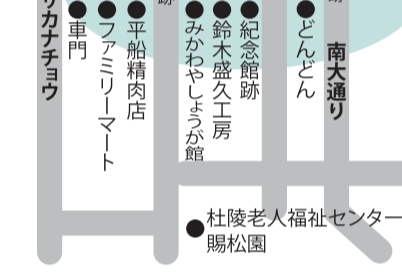 南大通り
どんどん
紀念館跡
鈴木盛久工房
みかわやしょうが館
跡
平船精肉店
ファミリーマート
車門
サカナチョウ
杜陵老人福祉センター
賜松園